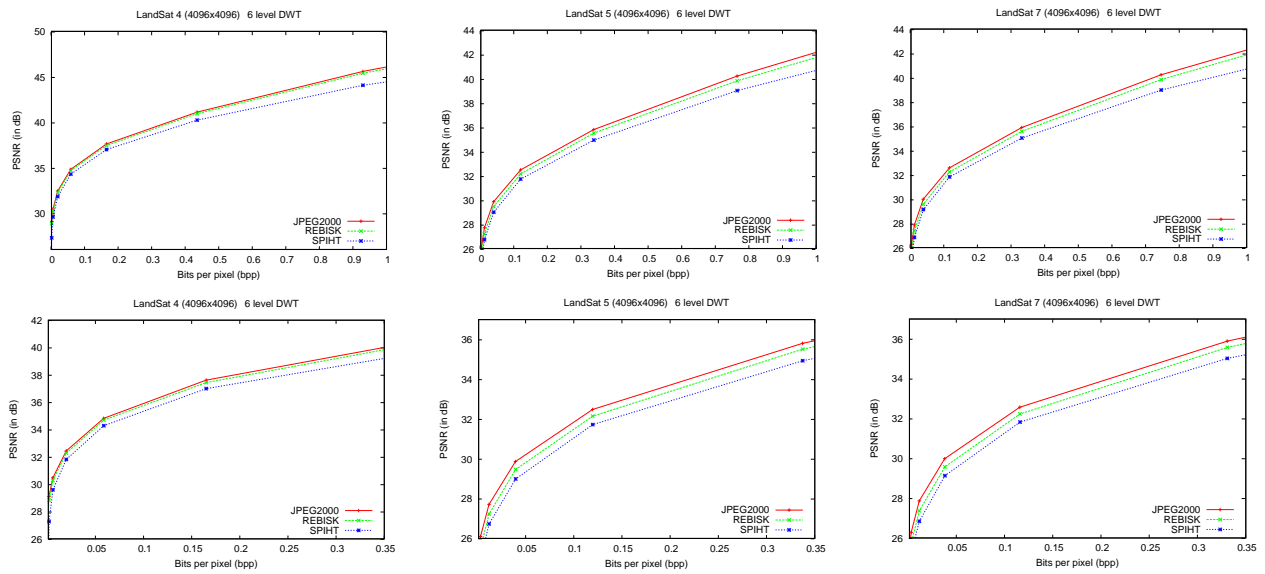 LandSat 4 (4096x4096) 6 level DWT
PSNR (in dB)
50
45
40
35
30
JPEG2000
REBISK
SPIHT
0 0.1 0.2 0.3 0.4 0.5 0.6 0.7 0.8 0.9 1
Bits per pixel (bpp)
LandSat 5 (4096x4096) 6 level DWT
PSNR (in dB)
44
42
40
38
36
34
32
30
28
26
JPEG2000
REBISK
SPIHT
0 0.1 0.2 0.3 0.4 0.5 0.6 0.7 0.8 0.9 1
Bits per pixel (bpp)
LandSat 7 (4096x4096) 6 level DWT
PSNR (in dB)
44
42
40
38
36
34
32
30
28
26
JPEG2000
REBISK
SPIHT
0 0.1 0.2 0.3 0.4 0.5 0.6 0.7 0.8 0.9 1
Bits per pixel (bpp)
LandSat 4 (4096x4096) 6 level DWT
PSNR (in dB)
42
40
38
36
34
32
30
28
26
JPEG2000
REBISK
SPIHT
0.05 0.1 0.15 0.2 0.25 0.3 0.35
Bits per pixel (bpp)
LandSat 5 (4096x4096) 6 level DWT
PSNR (in dB)
36
34
32
30
28
26
JPEG2000
REBISK
SPIHT
0.05 0.1 0.15 0.2 0.25 0.3 0.35
Bits per pixel (bpp)
LandSat 7 (4096x4096) 6 level DWT
PSNR (in dB)
36
34
32
30
28
26
JPEG2000
REBISK
SPIHT
0.05 0.1 0.15 0.2 0.25 0.3 0.35
Bits per pixel (bpp)